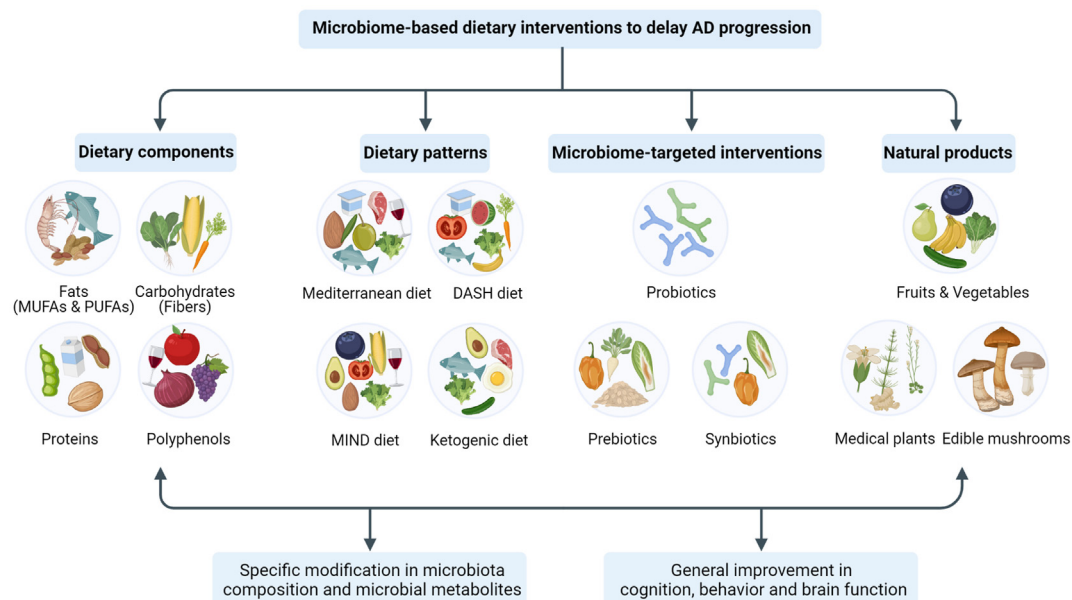 Microbiome-based dietary interventions to delay AD progression
Dietary components
Dietary patterns
Microbiome-targeted interventions
Natural products
Fats
(MUFAs & PUFAs)
Carbohydrates
(Fibers)
Mediterranean diet
DASH diet
Probiotics
Fruits & Vegetables
Proteins
Polyphenols
MIND diet
Ketogenic diet
Prebiotics
Synbiotics
Medical plants
Edible mushrooms
Specific modification in microbiota
composition and microbial metabolites
General improvement in
cognition, behavior and brain function